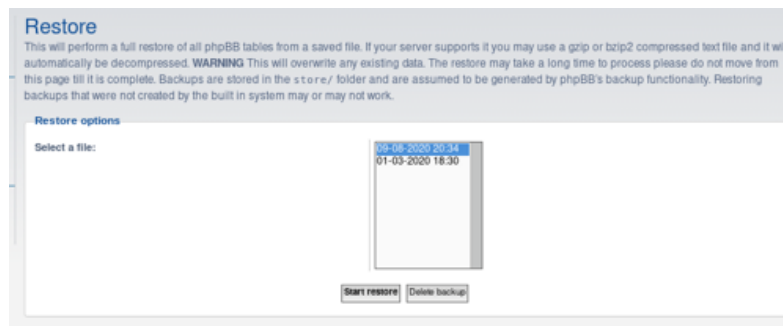 Restore
This will perform a full restore of all phpBB tables from a saved file. If your server supports it you may use a gzip or bzip2 compressed text file and it wi
automatically be decompressed. WARNING This will overwrite any existing data. The restore may take a long time to process please do not move from
this page till it is complete. Backups are stored in the store/ folder and are assumed to be generated by phpBB's backup functionality. Restoring
backups that were not created by the built in system may or may not work.
Restore options
Select a file:
09-08-2020 20:34
01-03-2020 18:30
Start restore Delete backup